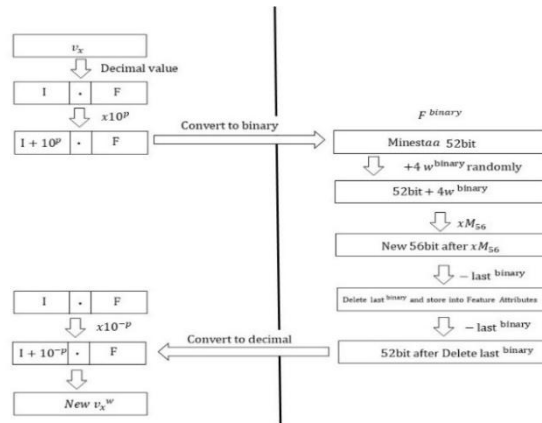 v_x
Decimal value
I . F
x10^p
I + 10^p . F
Convert to binary
F^binary
Minestaa 52bit
+4 w^binary randomly
52bit + 4w^binary
xM_56
New 56bit after xM_56
− last^binary
Delete last^binary and store into Feature Attributes
− last^binary
52bit after Delete last^binary
Convert to decimal
I . F
x10^-p
I + 10^-p . F
New v_x^w